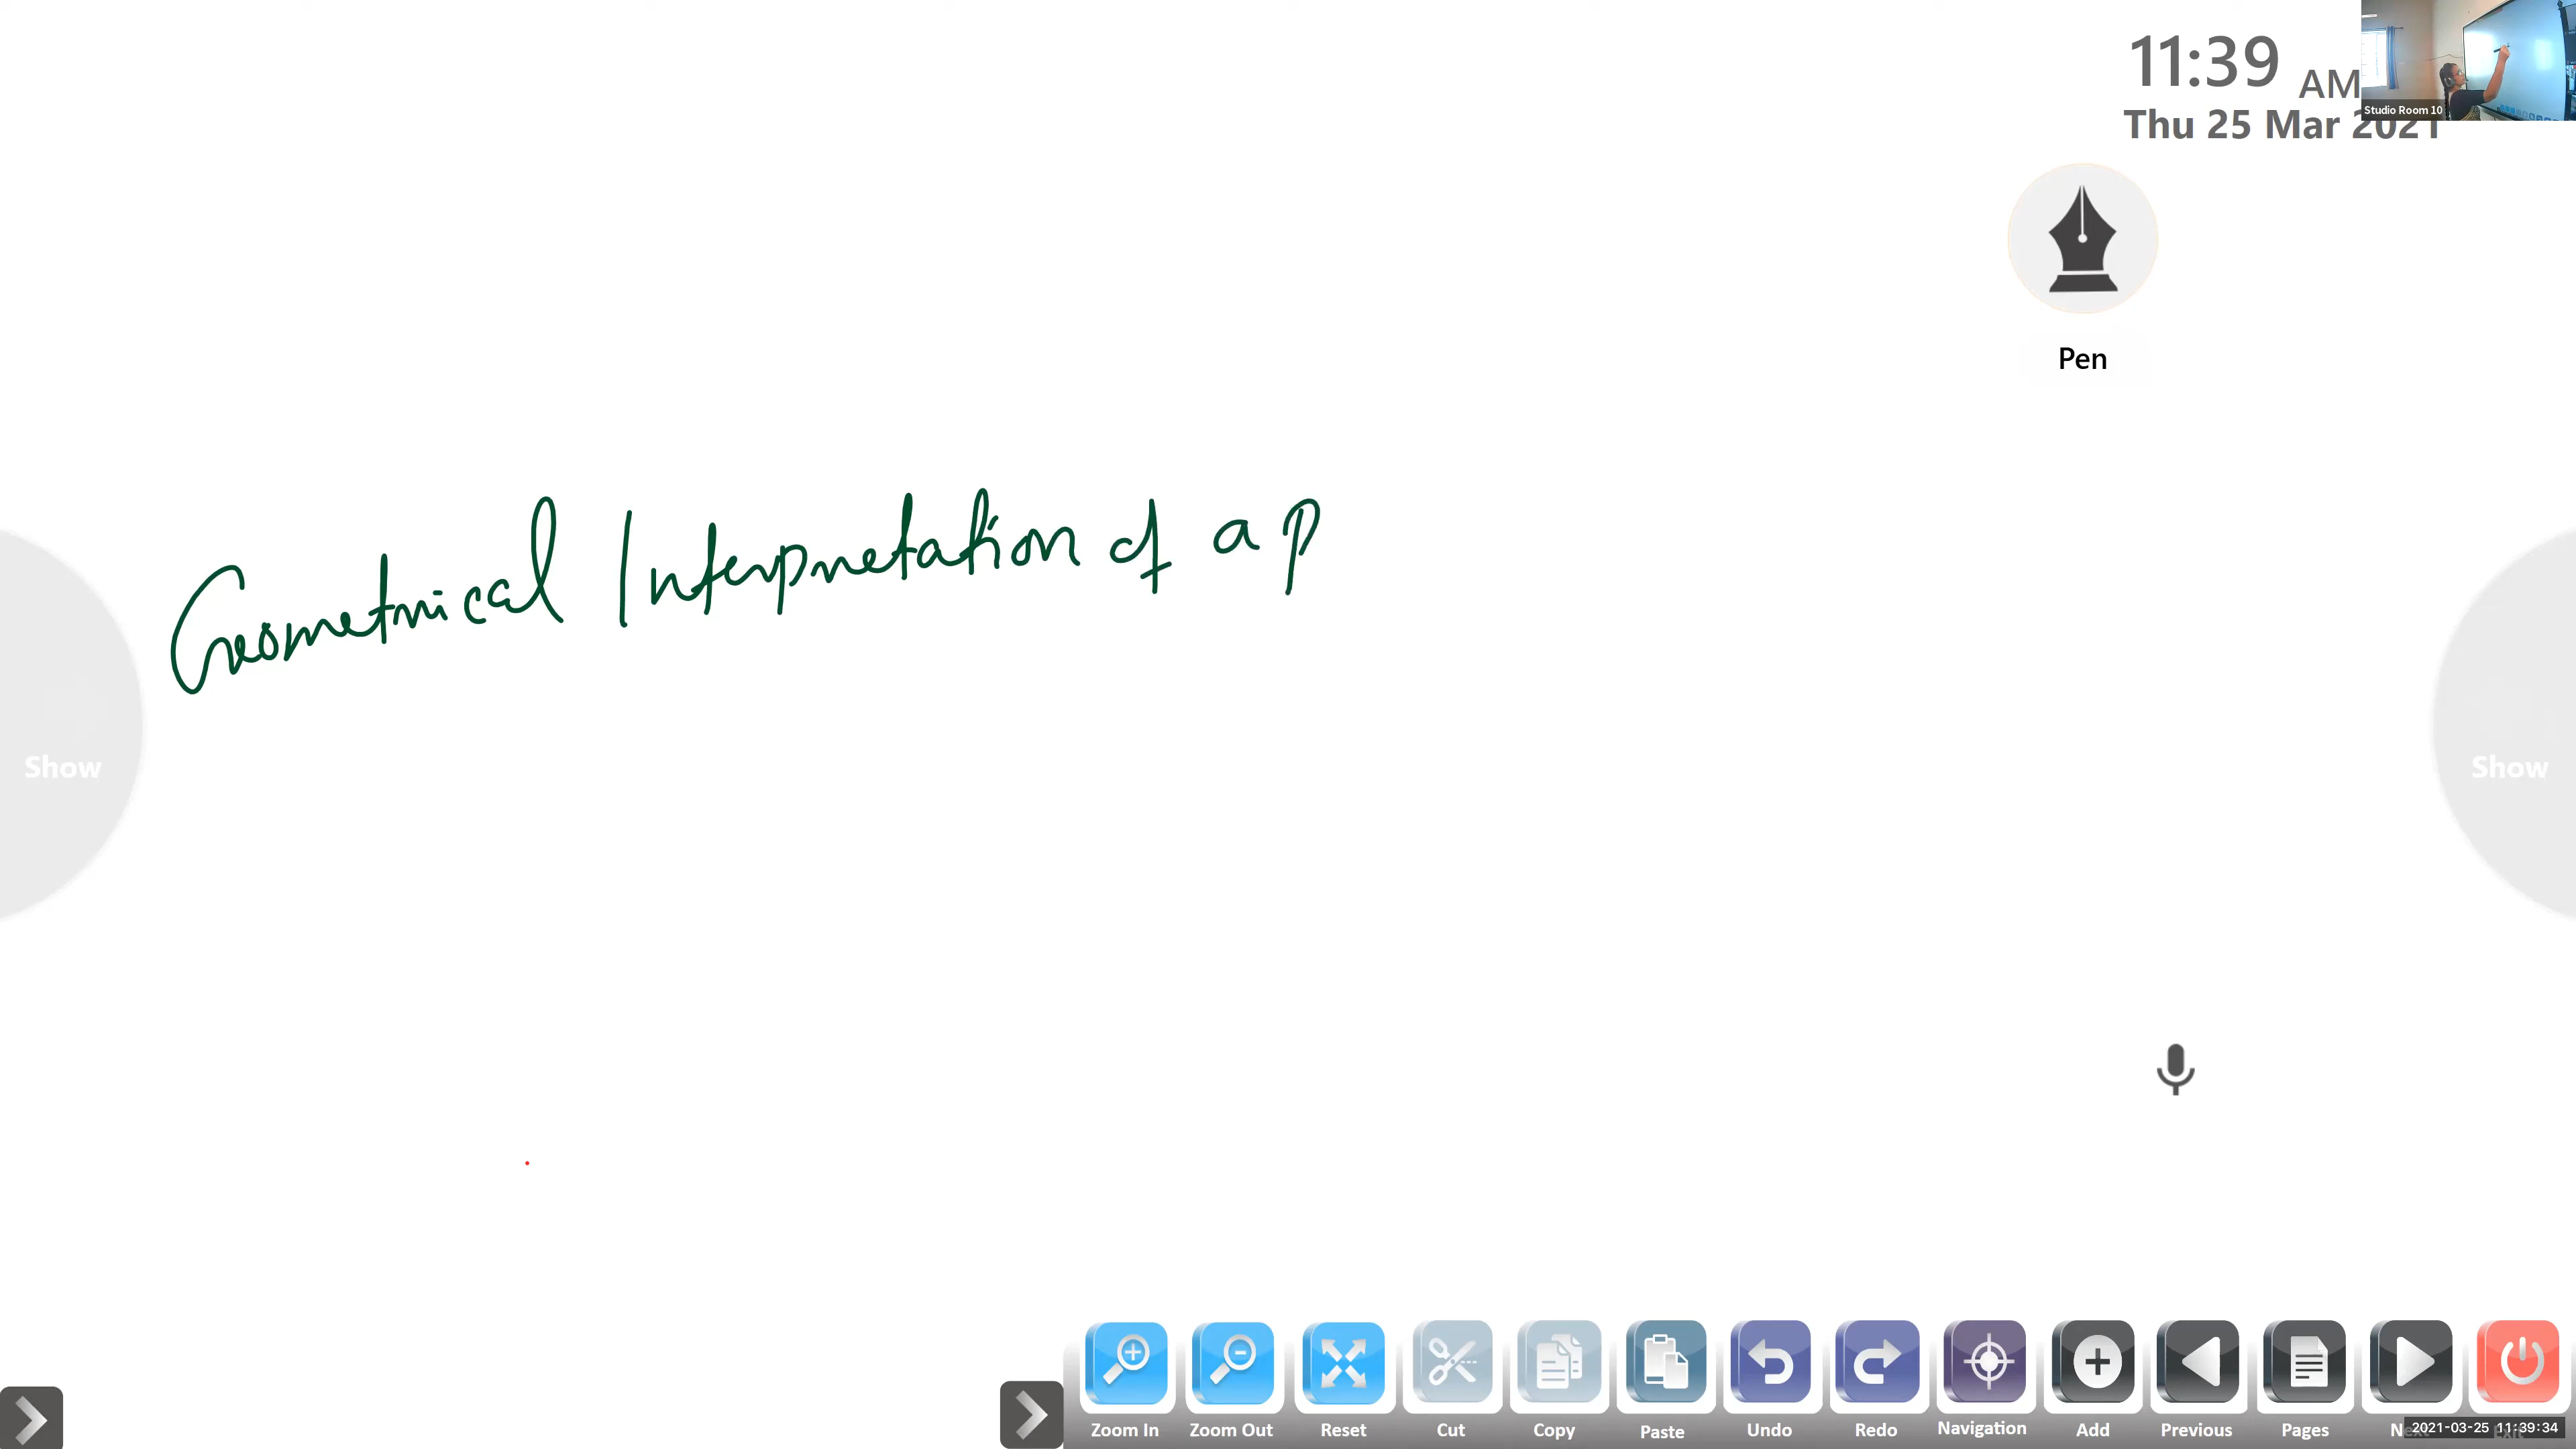 11:39 AM
Studio Room 10
Thu 25 Mar 2021
Pen
Geometrical Interpretation of a P
Show
Show
Zoom In
Zoom Out
Reset
Cut
Copy
Paste
Undo
Redo
Navigation
Add
Previous
Pages
2021-03-25 11:39:34